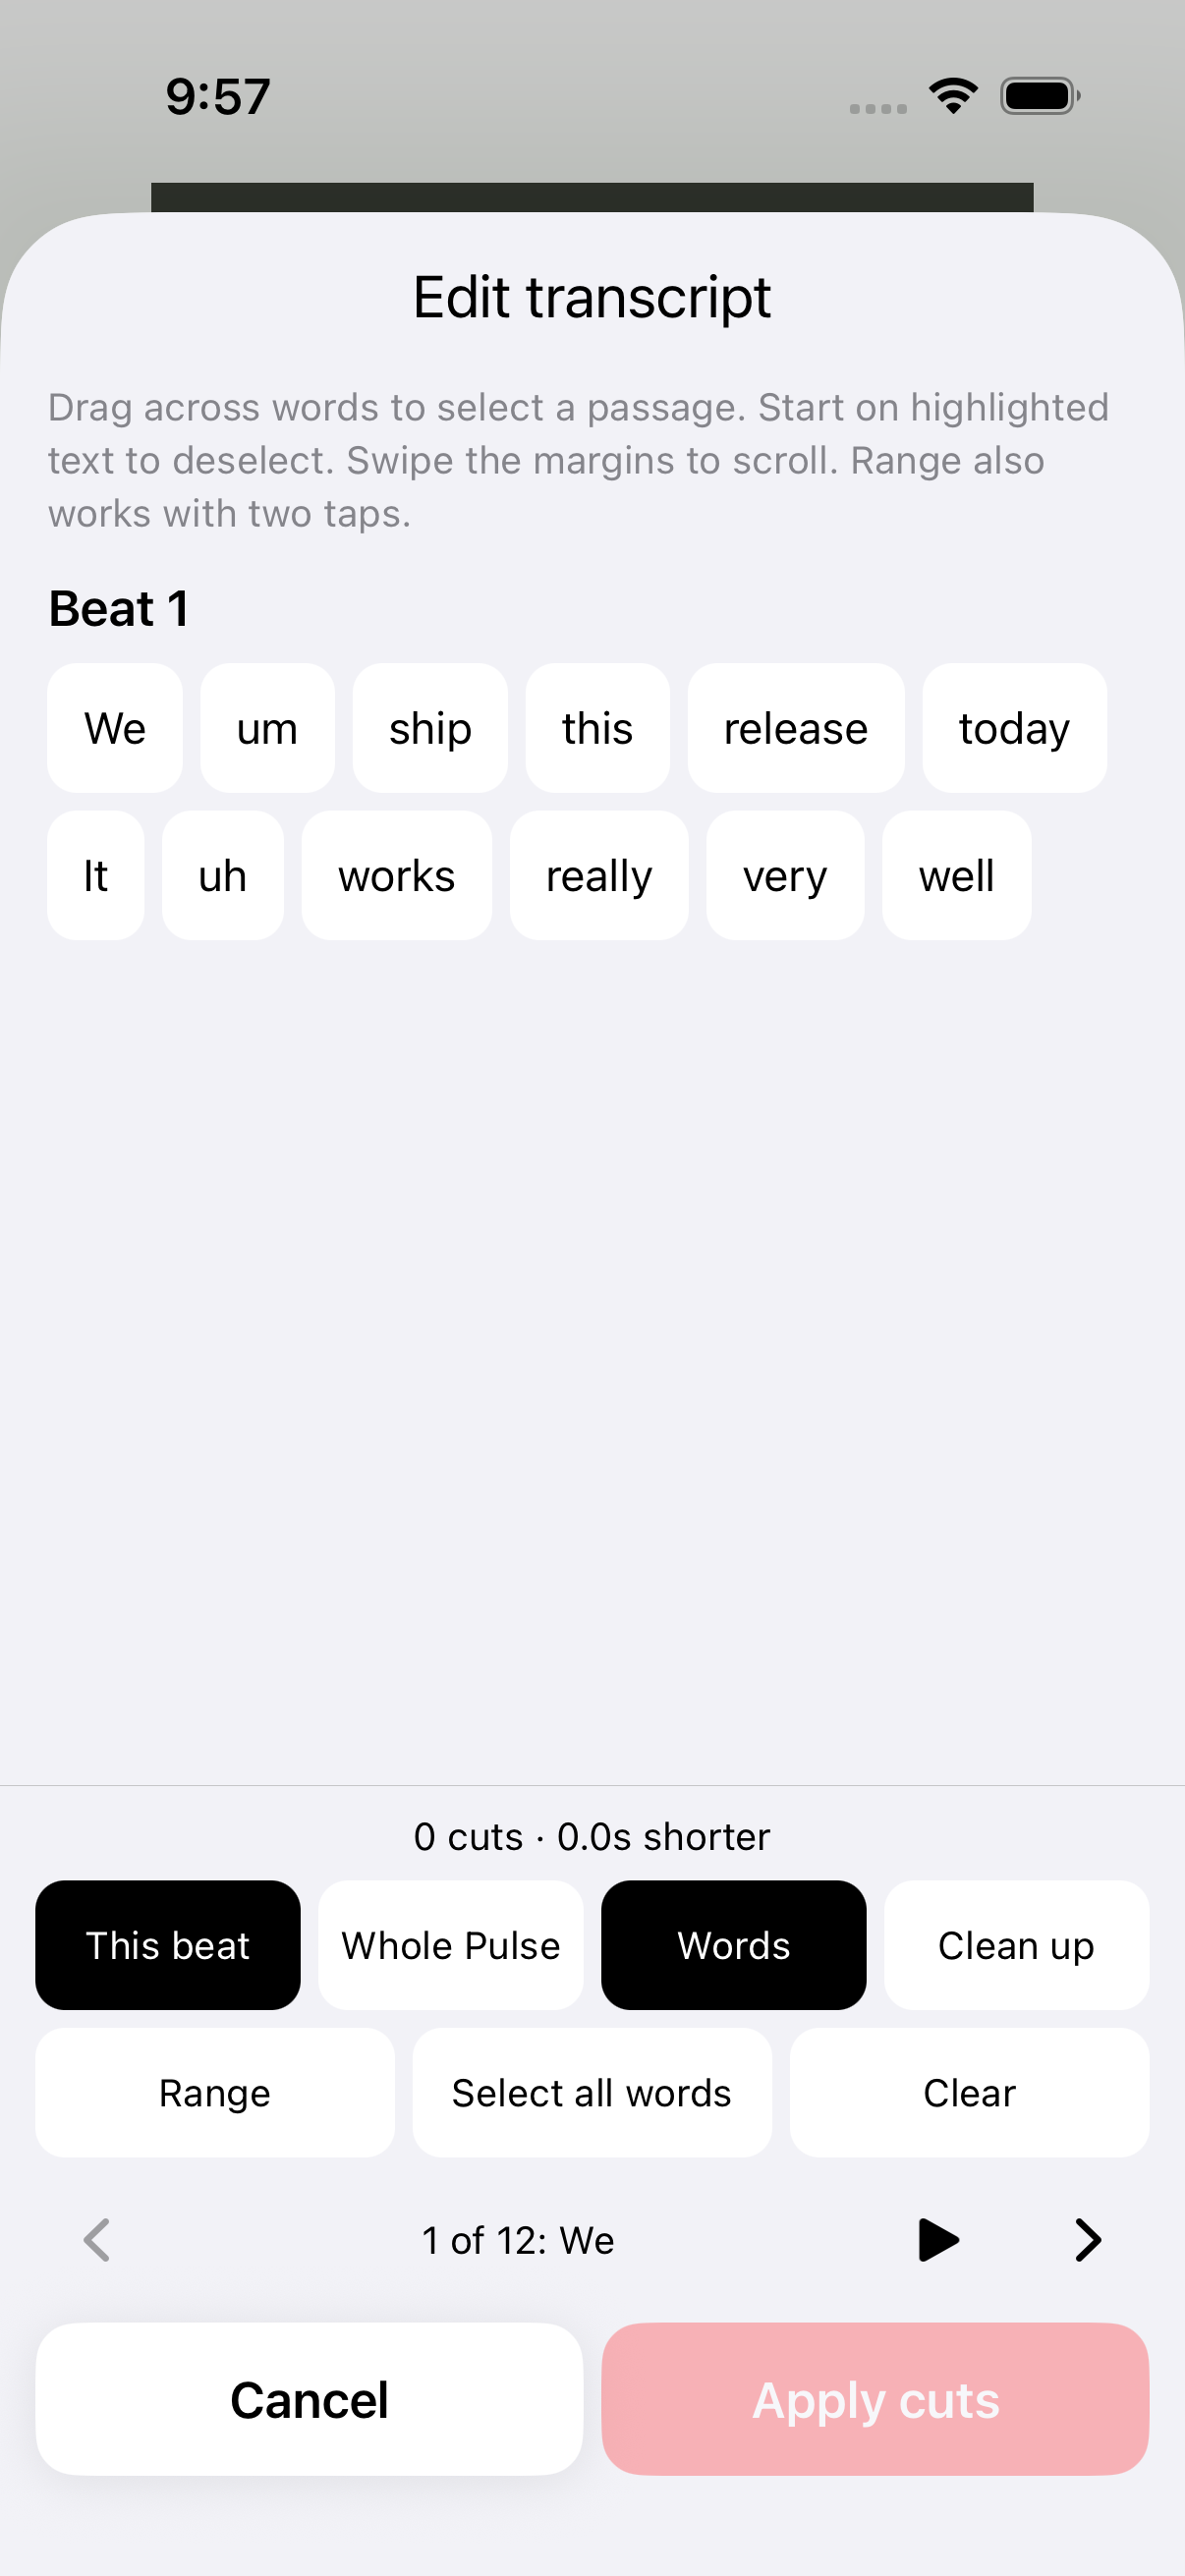 9:57
Edit transcript
Drag across words to select a passage. Start on highlighted
text to deselect. Swipe the margins to scroll. Range also
works with two taps.
Beat 1
We um ship this release today
It uh works really very well
0 cuts · 0.0s shorter
This beat Whole Pulse Words Clean up
Range Select all words Clear
1 of 12: We
Cancel Apply cuts